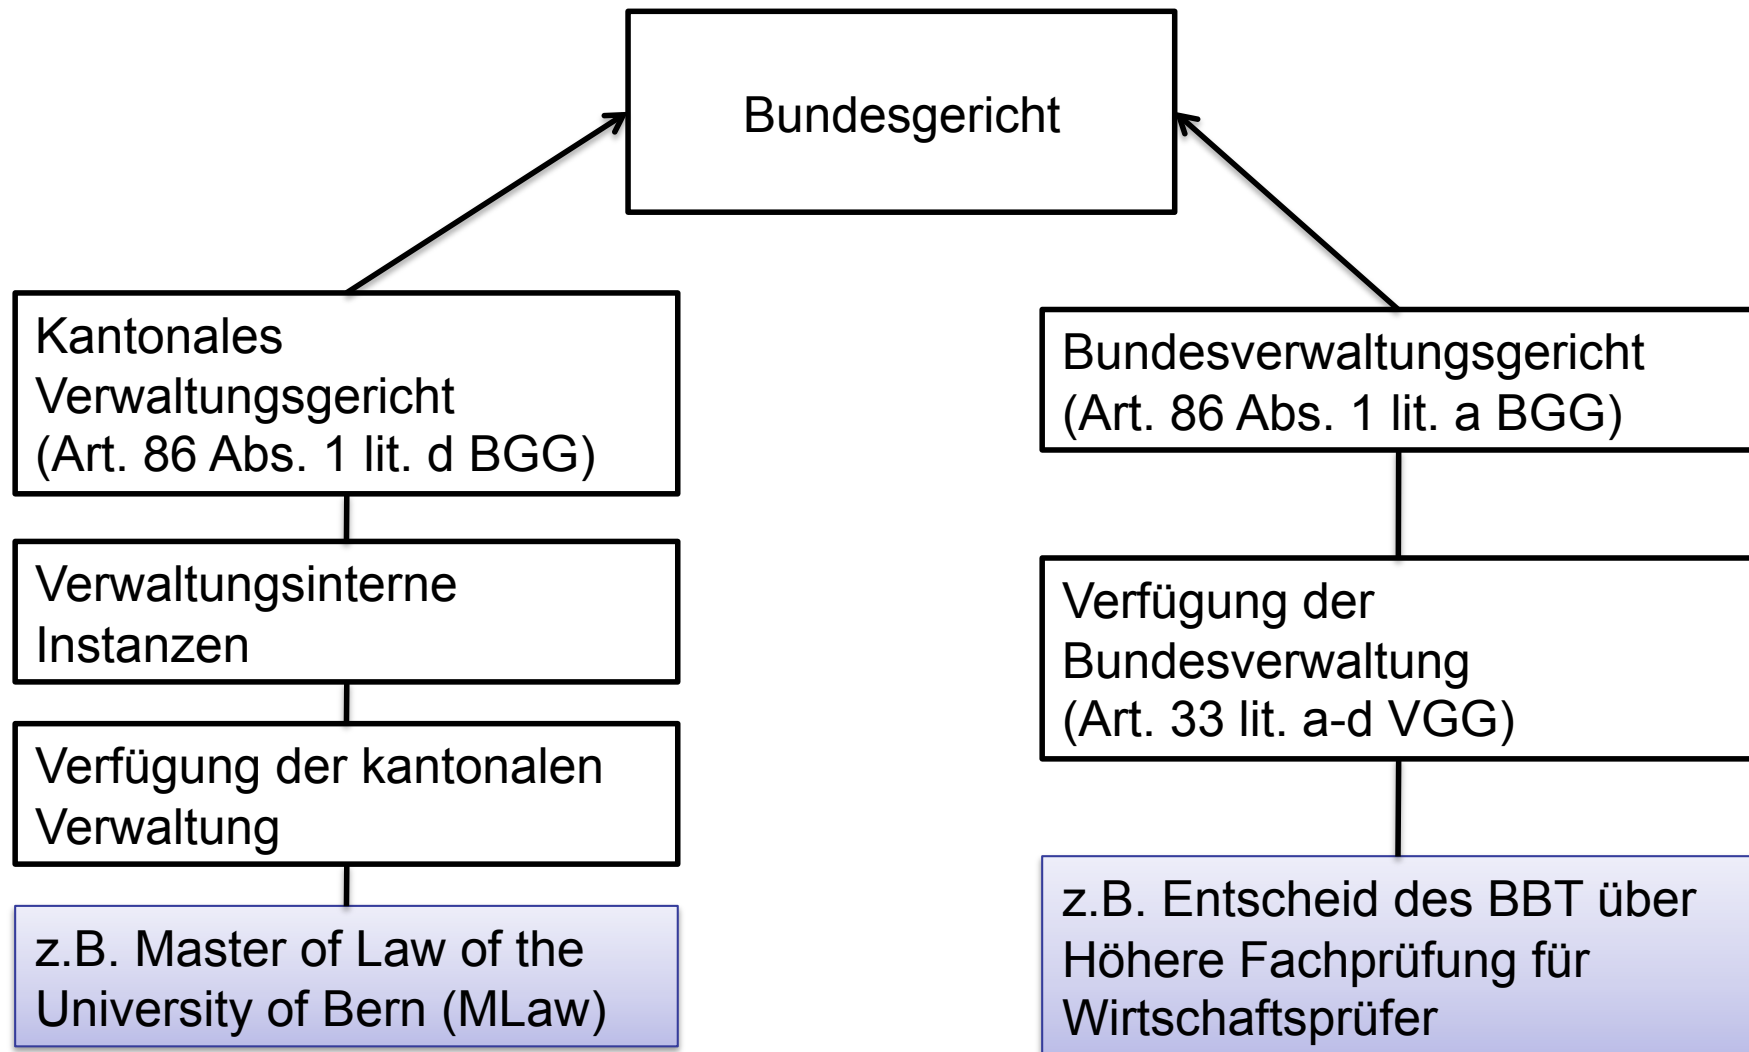 Bundesgericht
Kantonales
Verwaltungsgericht
(Art. 86 Abs. 1 lit. d BGG)
Verwaltungsinterne
Instanzen
Verfügung der kantonalen
Verwaltung
z.B. Master of Law of the
University of Bern (MLaw)
Bundesverwaltungsgericht
(Art. 86 Abs. 1 lit. a BGG)
Verfügung der
Bundesverwaltung
(Art. 33 lit. a-d VGG)
z.B. Entscheid des BBT über
Höhere Fachprüfung für
Wirtschaftsprüfer